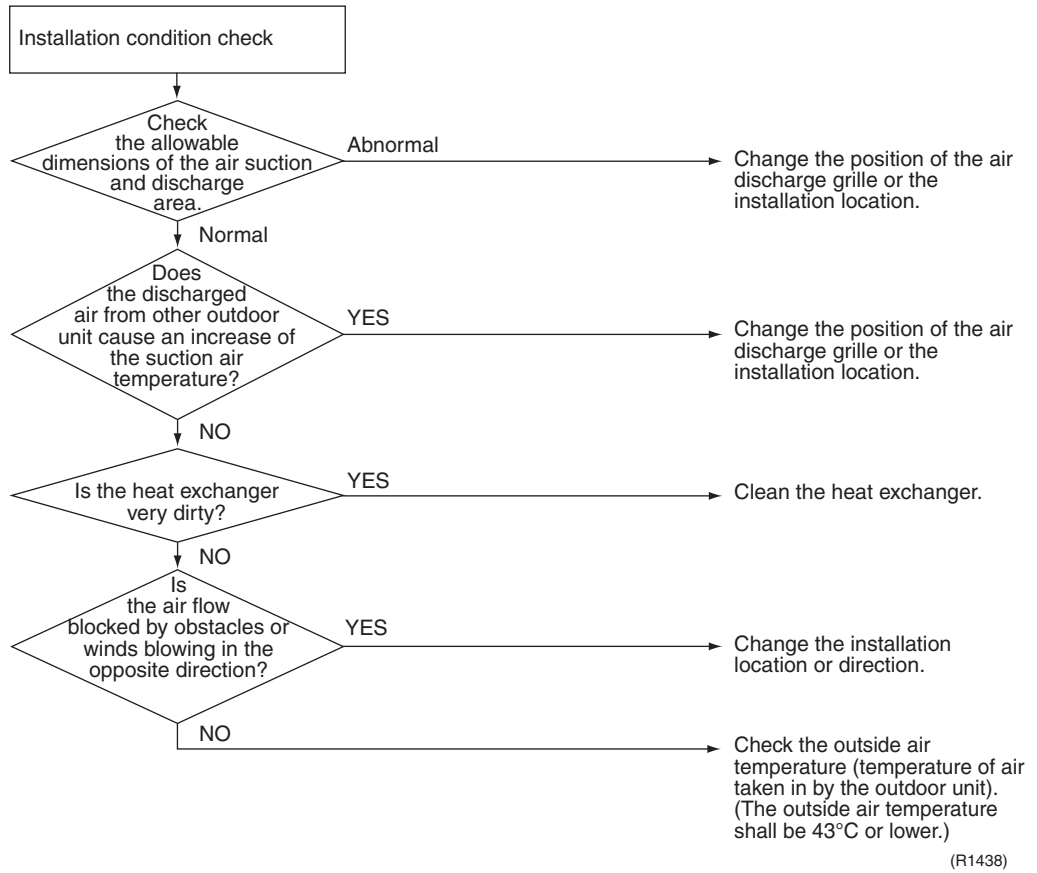 Installation condition check
Check
the allowable
dimensions of the air suction
and discharge
area.
Abnormal
Change the position of the air
discharge grille or the
installation location.
Normal
Does
the discharged
air from other outdoor
unit cause an increase of
the suction air
temperature?
YES
Change the position of the air
discharge grille or the
installation location.
NO
Is the heat exchanger
very dirty?
YES
Clean the heat exchanger.
NO
Is
the air flow
blocked by obstacles or
winds blowing in the
opposite direction?
YES
Change the installation
location or direction.
NO
Check the outside air
temperature (temperature of air
taken in by the outdoor unit).
(The outside air temperature
shall be 43°C or lower.)
(R1438)